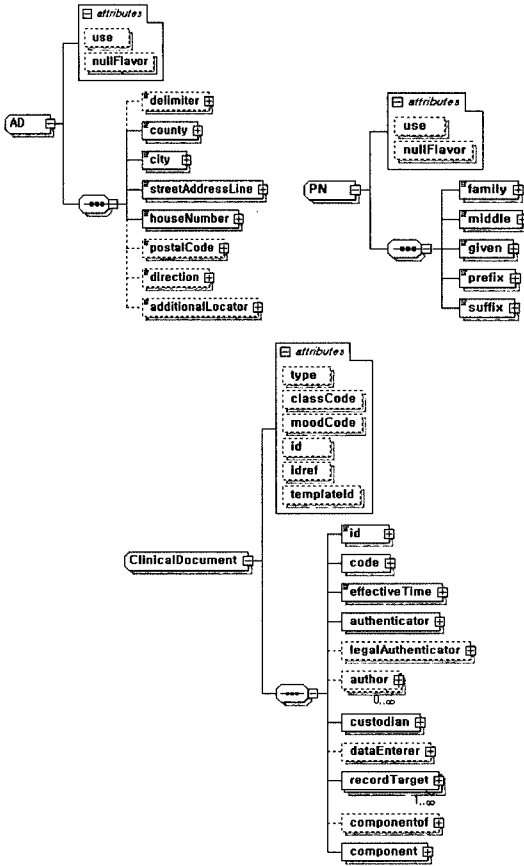 attributes
use
nullFlavor
AD
delimiter
county
city
streetAddressLine
houseNumber
postalCode
direction
additionalLocator
attributes
use
nullFlavor
PN
family
middle
given
prefix
suffix
attributes
type
classCode
moodCode
id
idref
templateId
ClinicalDocument
id
code
effectiveTime
authenticator
legalAuthenticator
author
0..∞
custodian
dataEnterer
recordTarget
1..∞
componentof
component